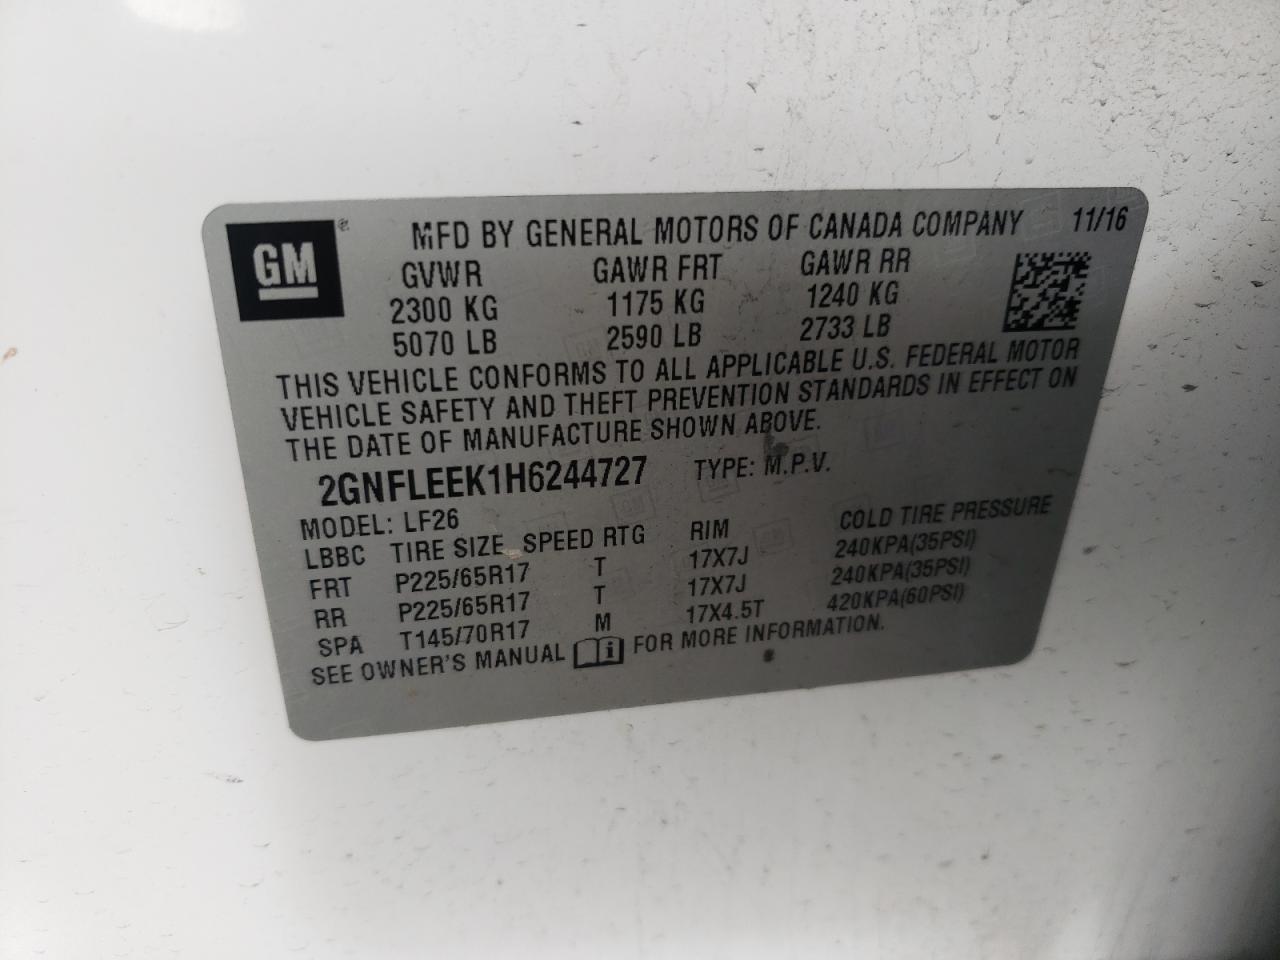 GM ® MFD BY GENERAL MOTORS OF CANADA COMPANY 11/16
GVWR GAWR FRT GAWR RR
2300 KG 1175 KG 1240 KG
5070 LB 2590 LB 2733 LB
THIS VEHICLE CONFORMS TO ALL APPLICABLE U.S. FEDERAL MOTOR
VEHICLE SAFETY AND THEFT PREVENTION STANDARDS IN EFFECT ON
THE DATE OF MANUFACTURE SHOWN ABOVE.
2GNFLEEK1H6244727 TYPE: M.P.V.
MODEL: LF26
LBBC TIRE SIZE SPEED RTG RIM COLD TIRE PRESSURE
FRT P225/65R17 T 17X7J 240KPA(35PSI)
RR P225/65R17 T 17X7J 240KPA(35PSI)
SPA T145/70R17 M 17X4.5T 420KPA(60PSI)
SEE OWNER'S MANUAL i FOR MORE INFORMATION.